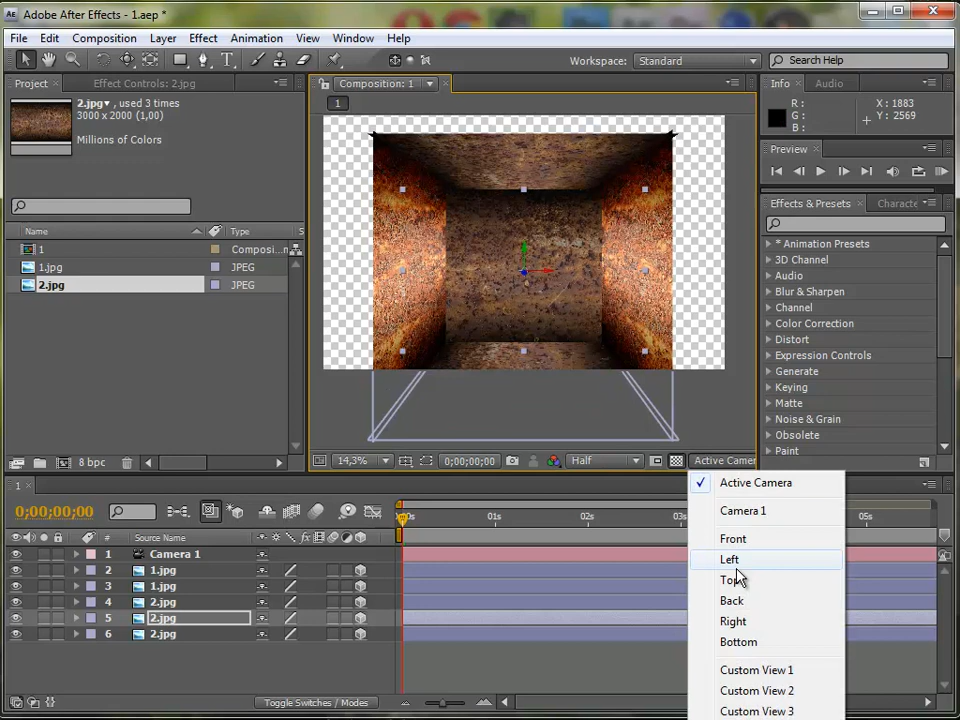 Adobe After Effects - 1.aep *
File Edit Composition Layer Effect Animation View Window Help
Workspace: Standard Search Help
Project Effect Controls: 2.jpg Composition: 1 Info Audio
2.jpg, used 3 times
3000 x 2000 (1,00)
Millions of Colors
1
R: X: 1883
G: Y: 2569
B:
Preview
Effects & Presets Characte
Name Type S
1 Composi...n
1.jpg JPEG
2.jpg JPEG
* Animation Presets
3D Channel
Audio
Blur & Sharpen
Channel
Color Correction
Distort
Expression Controls
Generate
Keying
Matte
Noise & Grain
Obsolete
Paint
8 bpc 14,3% 0;00;00;00 Half Active Camer
1
0;00;00;00 00s 01s 02s 03s 05s
# Source Name
1 Camera 1
2 1.jpg
3 1.jpg
4 2.jpg
5 2.jpg
6 2.jpg
Toggle Switches / Modes
Active Camera
Camera 1
Front
Left
Top
Back
Right
Bottom
Custom View 1
Custom View 2
Custom View 3